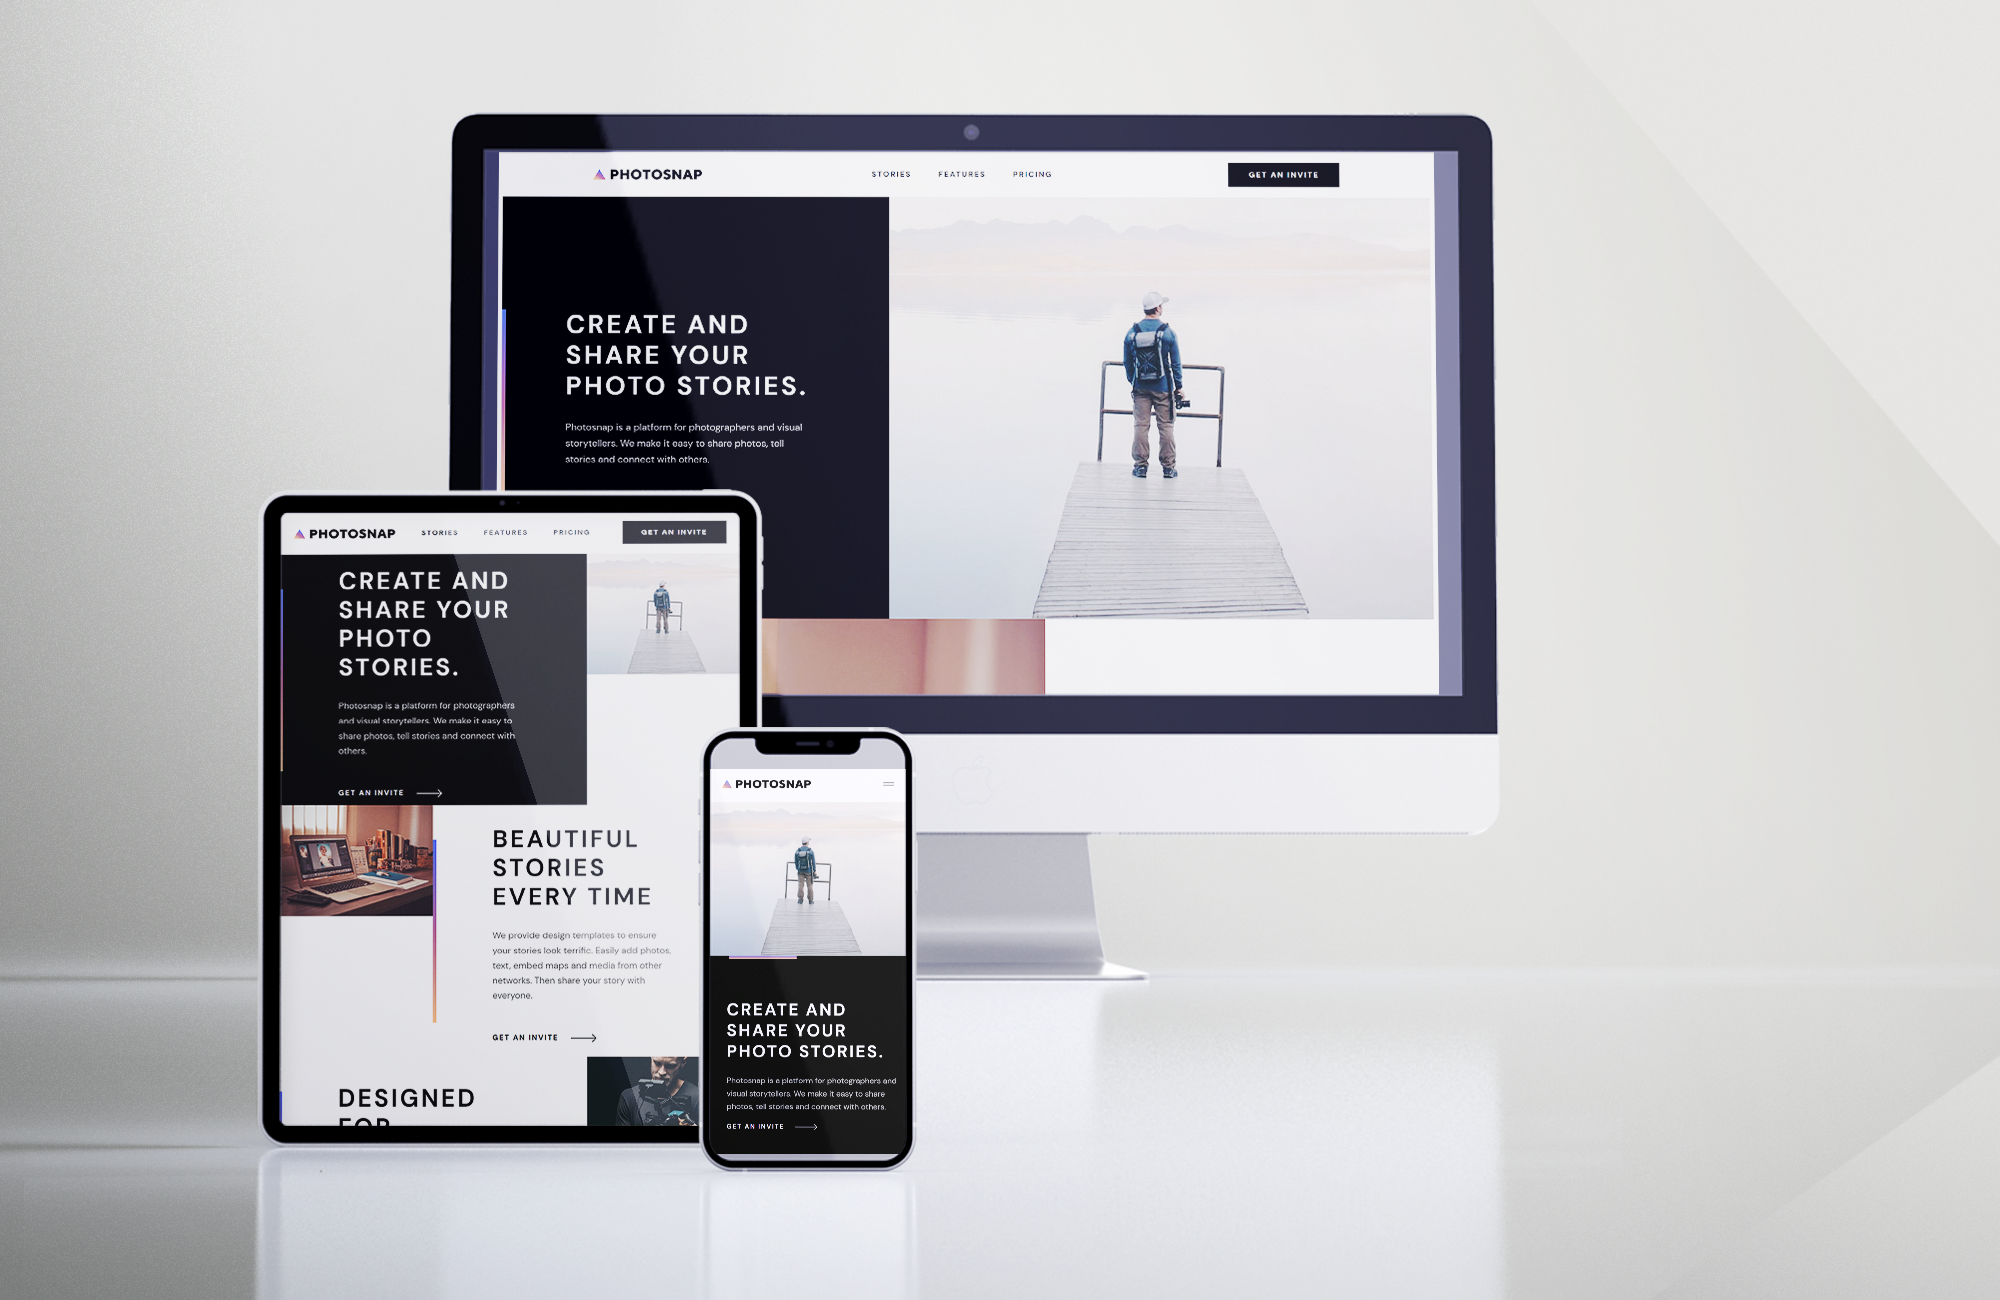 PHOTOSNAP
STORIES FEATURES PRICING
GET AN INVITE
CREATE AND
SHARE YOUR
PHOTO STORIES.
Photosnap is a platform for photographers and visual
storytellers. We make it easy to share photos, tell
stories and connect with others.
PHOTOSNAP
STORIES FEATURES PRICING
GET AN INVITE
CREATE AND
SHARE YOUR
PHOTO
STORIES.
Photosnap is a platform for photographers
and visual storytellers. We make it easy to
share photos, tell stories and connect with
others.
GET AN INVITE
BEAUTIFUL
STORIES
EVERY TIME
We provide design templates to ensure
your stories look terrific. Easily add photos,
text, embed maps and media from other
networks. Then share your story with
everyone.
GET AN INVITE
DESIGNED
FOR
PHOTOSNAP
CREATE AND
SHARE YOUR
PHOTO STORIES.
Photosnap is a platform for photographers and
visual storytellers. We make it easy to share
photos, tell stories and connect with others.
GET AN INVITE